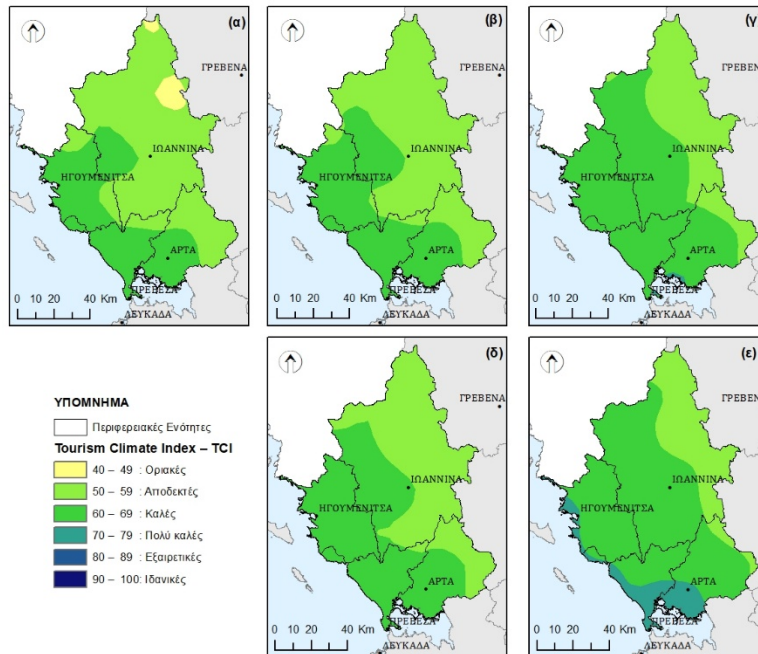 (α)
ΓΡΕΒΕΝΑ
ΙΩΑΝΝΙΝΑ
ΗΓΟΥΜΕΝΙΤΣΑ
ΑΡΤΑ
ΠΡΕΒΕΖΑ
ΛΕΥΚΑΔΑ
0 10 20 40 Km
(β)
ΓΡΕΒΕΝΑ
ΙΩΑΝΝΙΝΑ
ΗΓΟΥΜΕΝΙΤΣΑ
ΑΡΤΑ
ΠΡΕΒΕΖΑ
ΛΕΥΚΑΔΑ
0 10 20 40 Km
(γ)
ΓΡΕΒΕΝΑ
ΙΩΑΝΝΙΝΑ
ΗΓΟΥΜΕΝΙΤΣΑ
ΑΡΤΑ
ΠΡΕΒΕΖΑ
ΛΕΥΚΑΔΑ
0 10 20 40 Km
ΥΠΟΜΝΗΜΑ
Περιφερειακές Ενότητες
Tourism Climate Index – TCI
40 – 49 : Οριακές
50 – 59 : Αποδεκτές
60 – 69 : Καλές
70 – 79 : Πολύ καλές
80 – 89 : Εξαιρετικές
90 – 100: Ιδανικές
(δ)
ΓΡΕΒΕΝΑ
ΙΩΑΝΝΙΝΑ
ΗΓΟΥΜΕΝΙΤΣΑ
ΑΡΤΑ
ΠΡΕΒΕΖΑ
ΛΕΥΚΑΔΑ
0 10 20 40 Km
(ε)
ΓΡΕΒΕΝΑ
ΙΩΑΝΝΙΝΑ
ΗΓΟΥΜΕΝΙΤΣΑ
ΑΡΤΑ
ΠΡΕΒΕΖΑ
ΛΕΥΚΑΔΑ
0 10 20 40 Km